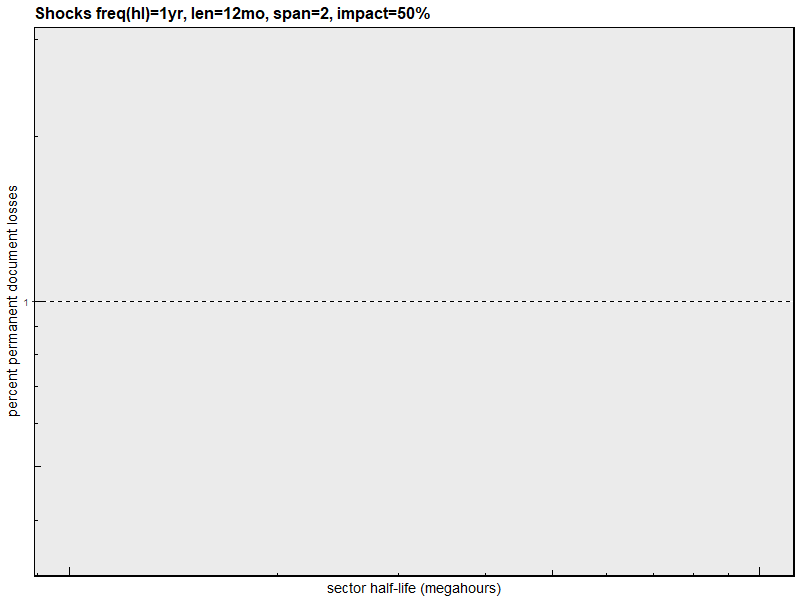 Shocks freq(hl)=1yr, len=12mo, span=2, impact=50%
percent permanent document losses
1
sector half-life (megahours)